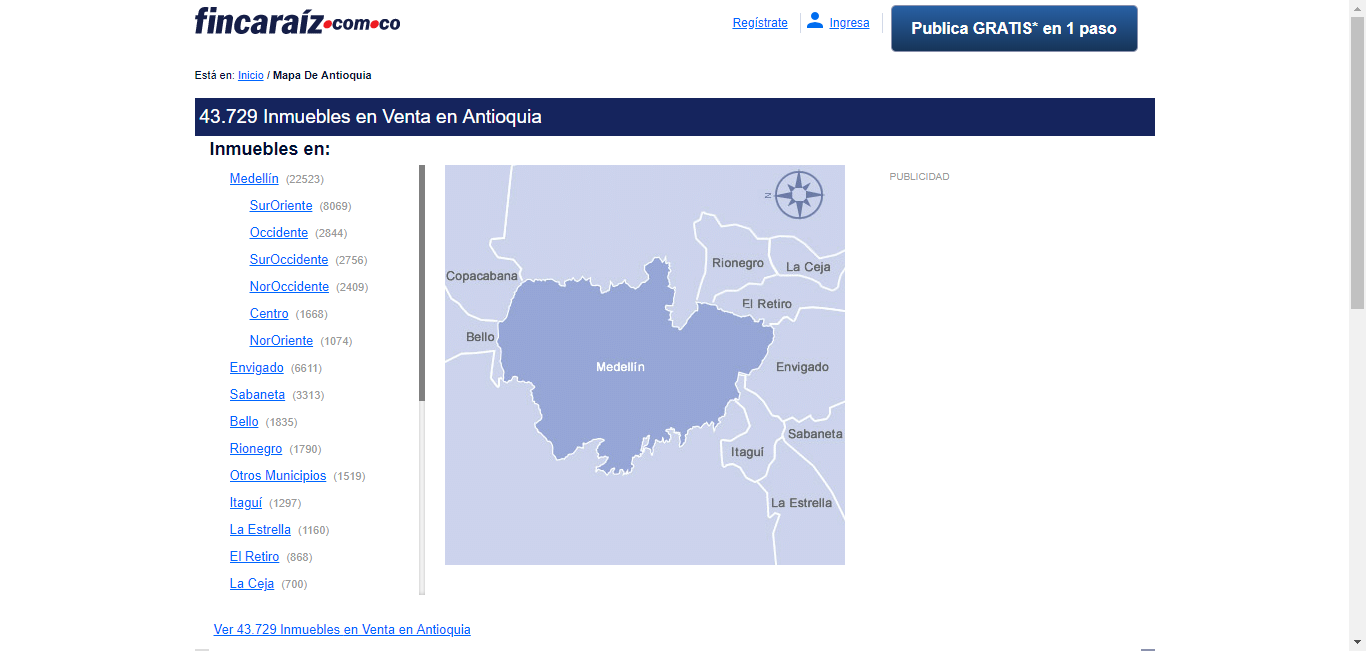 fincaraíz.com.co
Regístrate
Ingresa
Publica GRATIS* en 1 paso
Está en: Inicio / Mapa De Antioquia
43.729 Inmuebles en Venta en Antioquia
Inmuebles en:
Medellín (22523)
SurOriente (8069)
Occidente (2844)
SurOccidente (2756)
NorOccidente (2409)
Centro (1668)
NorOriente (1074)
Envigado (6611)
Sabaneta (3313)
Bello (1835)
Rionegro (1790)
Otros Municipios (1519)
Itaguí (1297)
La Estrella (1160)
El Retiro (868)
La Ceja (700)
N
Rionegro
La Ceja
Copacabana
El Retiro
Bello
Medellín
Envigado
Sabaneta
Itaguí
La Estrella
PUBLICIDAD
Ver 43.729 Inmuebles en Venta en Antioquia